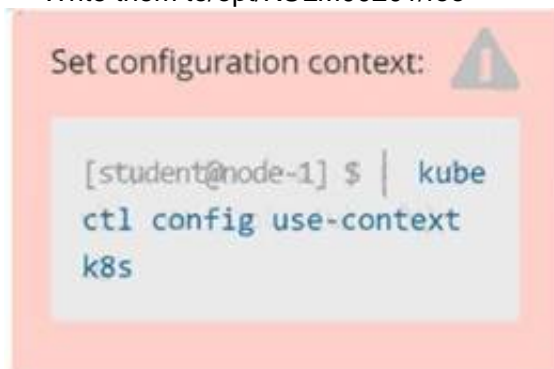 Set configuration context:
[student@node-1] $ | kube
ctl config use-context
k8s